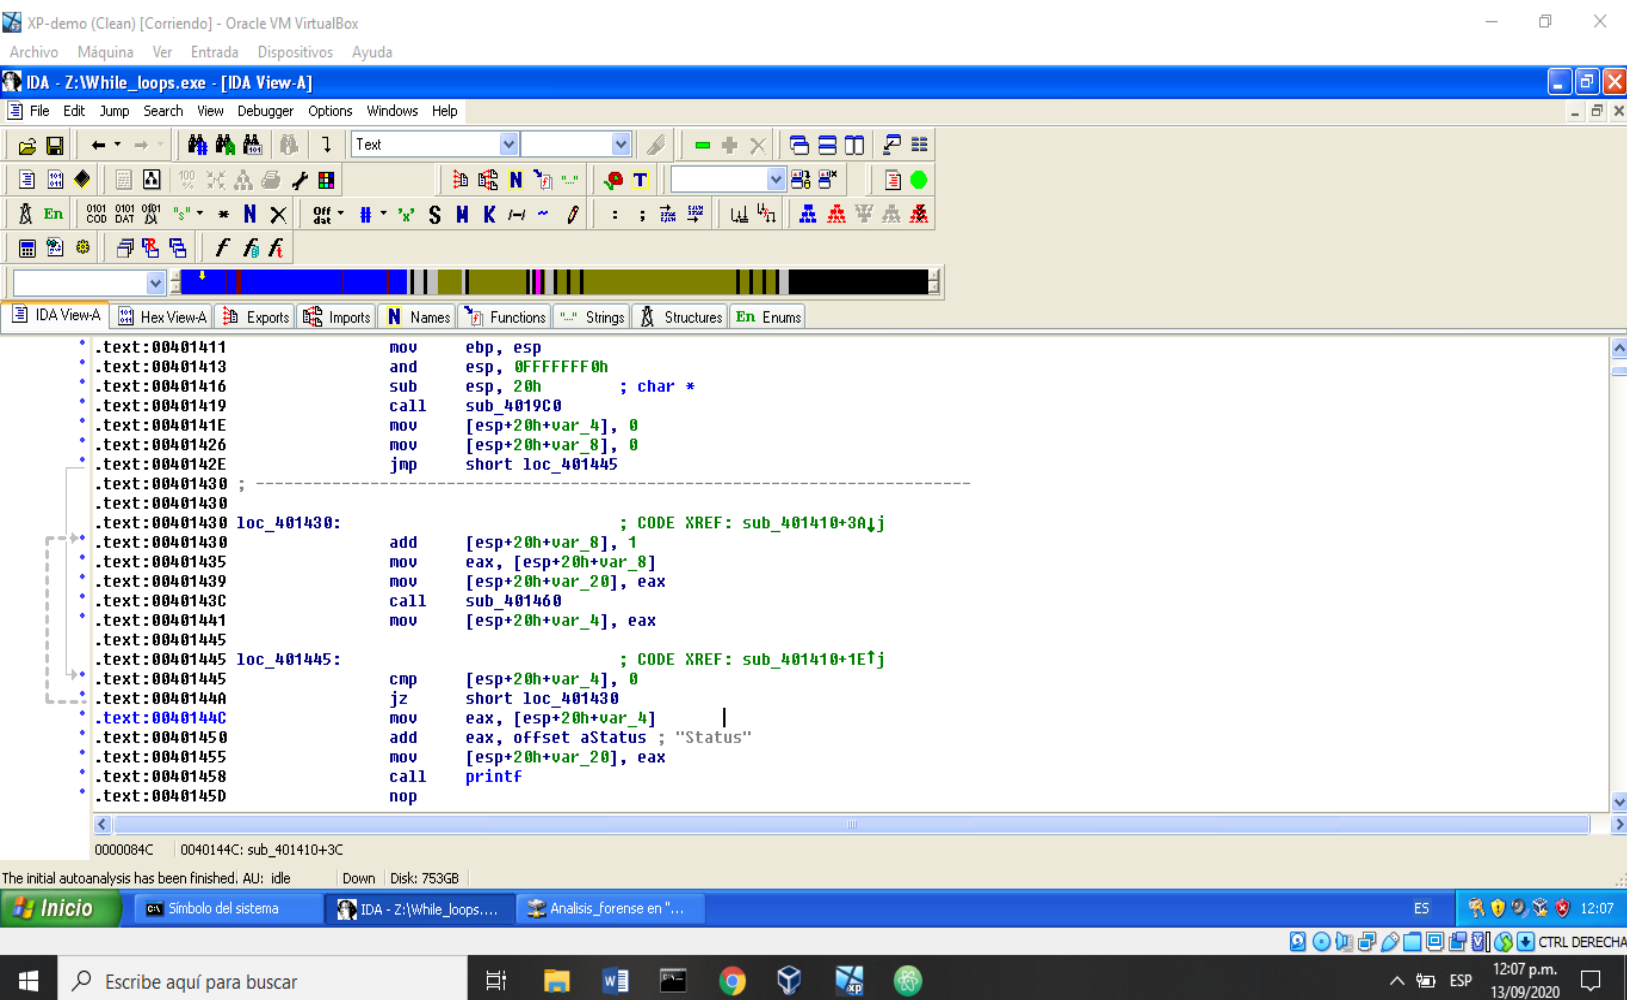 XP-demo (Clean) [Corriendo] - Oracle VM VirtualBox
Archivo Máquina Ver Entrada Dispositivos Ayuda
IDA - Z:\While_loops.exe - [IDA View-A]
File Edit Jump Search View Debugger Options Windows Help
Text
En
IDA View-A Hex View-A Exports Imports Names Functions Strings Structures En Enums
.text:00401411 mov ebp, esp
.text:00401413 and esp, 0FFFFFFF0h
.text:00401416 sub esp, 20h ; char *
.text:00401419 call sub_4019C0
.text:0040141E mov [esp+20h+var_4], 0
.text:00401426 mov [esp+20h+var_8], 0
.text:0040142E jmp short loc_401445
.text:00401430 ; ---------------------------------------------------------------------------
.text:00401430
.text:00401430 loc_401430: ; CODE XREF: sub_401410+3A↓j
.text:00401430 add [esp+20h+var_8], 1
.text:00401435 mov eax, [esp+20h+var_8]
.text:00401439 mov [esp+20h+var_20], eax
.text:0040143C call sub_401460
.text:00401441 mov [esp+20h+var_4], eax
.text:00401445
.text:00401445 loc_401445: ; CODE XREF: sub_401410+1E↑j
.text:00401445 cmp [esp+20h+var_4], 0
.text:0040144A jz short loc_401430
.text:0040144C mov eax, [esp+20h+var_4]
.text:00401450 add eax, offset aStatus ; "Status"
.text:00401455 mov [esp+20h+var_20], eax
.text:00401458 call printf
.text:0040145D nop
0000084C 0040144C: sub_401410+3C
The initial autoanalysis has been finished. AU: idle Down Disk: 753GB
Inicio Símbolo del sistema IDA - Z:\While_loops.... Analisis_forense en "... ES 12:07
CTRL DERECHA
Escribe aquí para buscar ESP 12:07 p.m.
13/09/2020